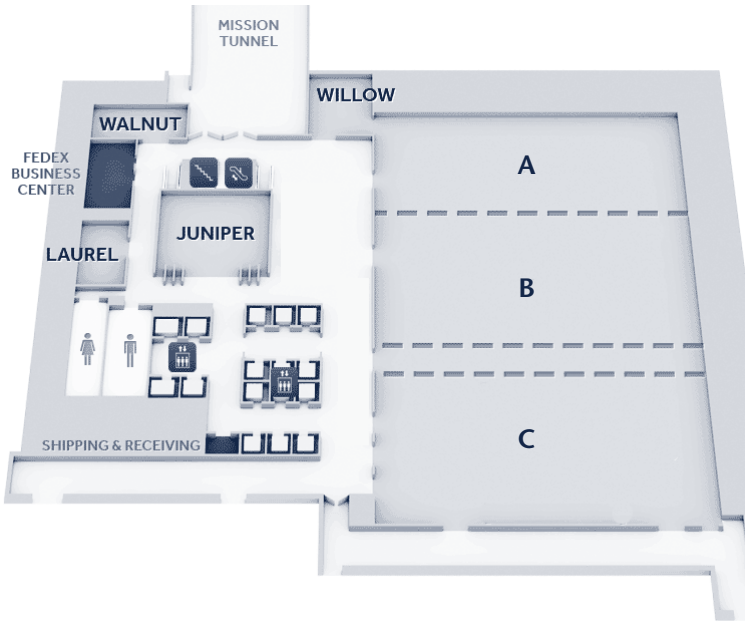 MISSION
TUNNEL
WILLOW
WALNUT
FEDEX
BUSINESS
CENTER
A
JUNIPER
LAUREL
B
C
SHIPPING & RECEIVING